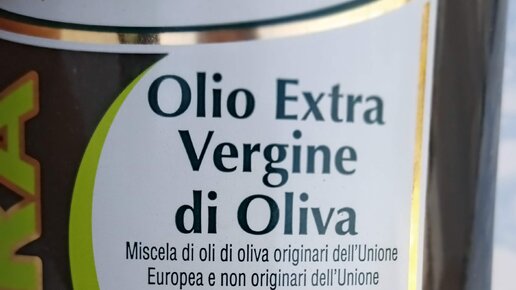 Olio Extra
Vergine
di Oliva
Miscela di oli di oliva originari dell'Unione
Europea e non originari dell'Unione